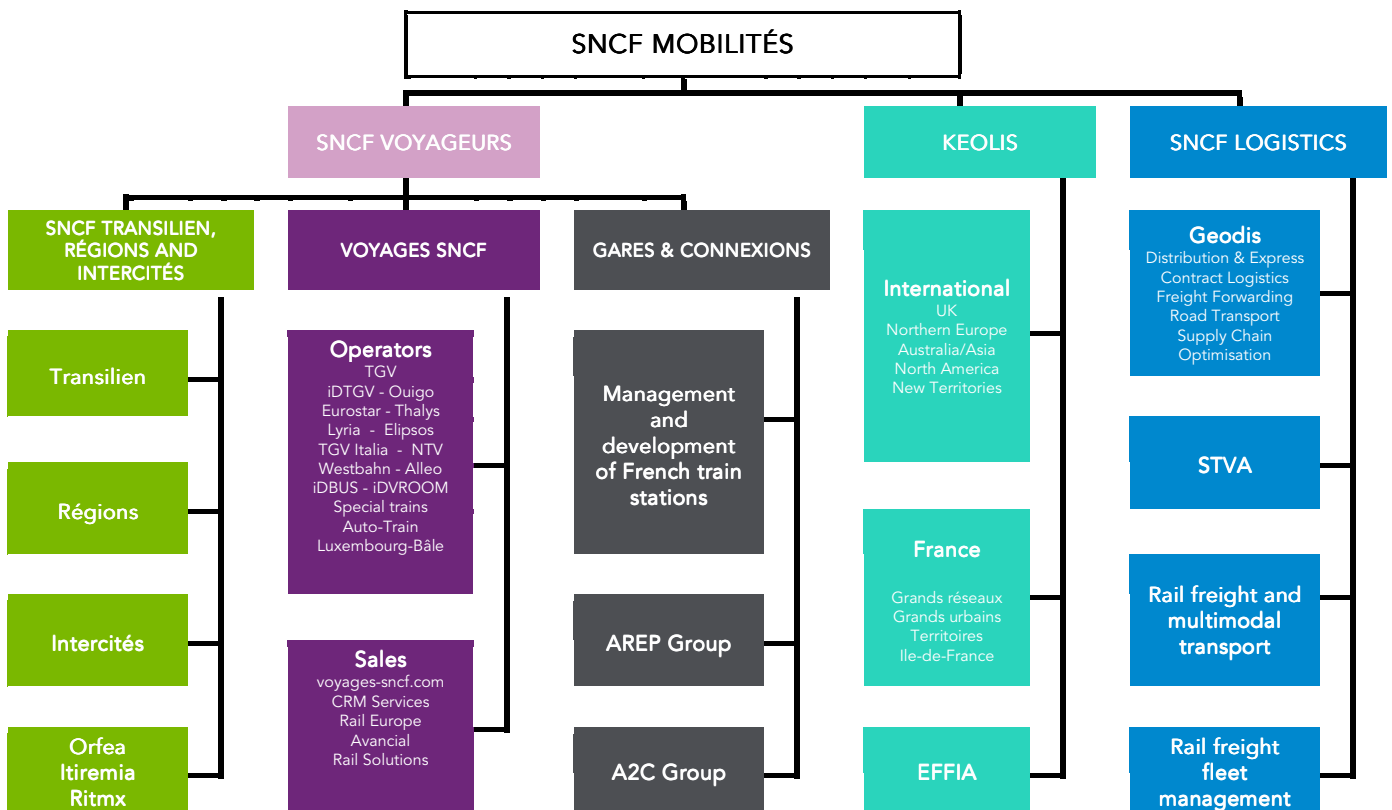 SNCF MOBILITÉS
SNCF VOYAGEURS
KEOLIS
SNCF LOGISTICS
SNCF TRANSILIEN,
RÉGIONS AND
INTERCITÉS
Transilien
Régions
Intercités
Orfea
Itiremia
Ritmx
VOYAGES SNCF
Operators
TGV
iDTGV - Ouigo
Eurostar - Thalys
Lyria - Elipsos
TGV Italia - NTV
Westbahn - Alleo
iDBUS - iDVROOM
Special trains
Auto-Train
Luxembourg-Bâle
Sales
voyages-sncf.com
CRM Services
Rail Europe
Avancial
Rail Solutions
GARES & CONNEXIONS
Management
and
development
of French train
stations
AREP Group
A2C Group
International
UK
Northern Europe
Australia/Asia
North America
New Territories
France
Grands réseaux
Grands urbains
Territoires
Ile-de-France
EFFIA
Geodis
Distribution & Express
Contract Logistics
Freight Forwarding
Road Transport
Supply Chain
Optimisation
STVA
Rail freight and
multimodal
transport
Rail freight
fleet
management